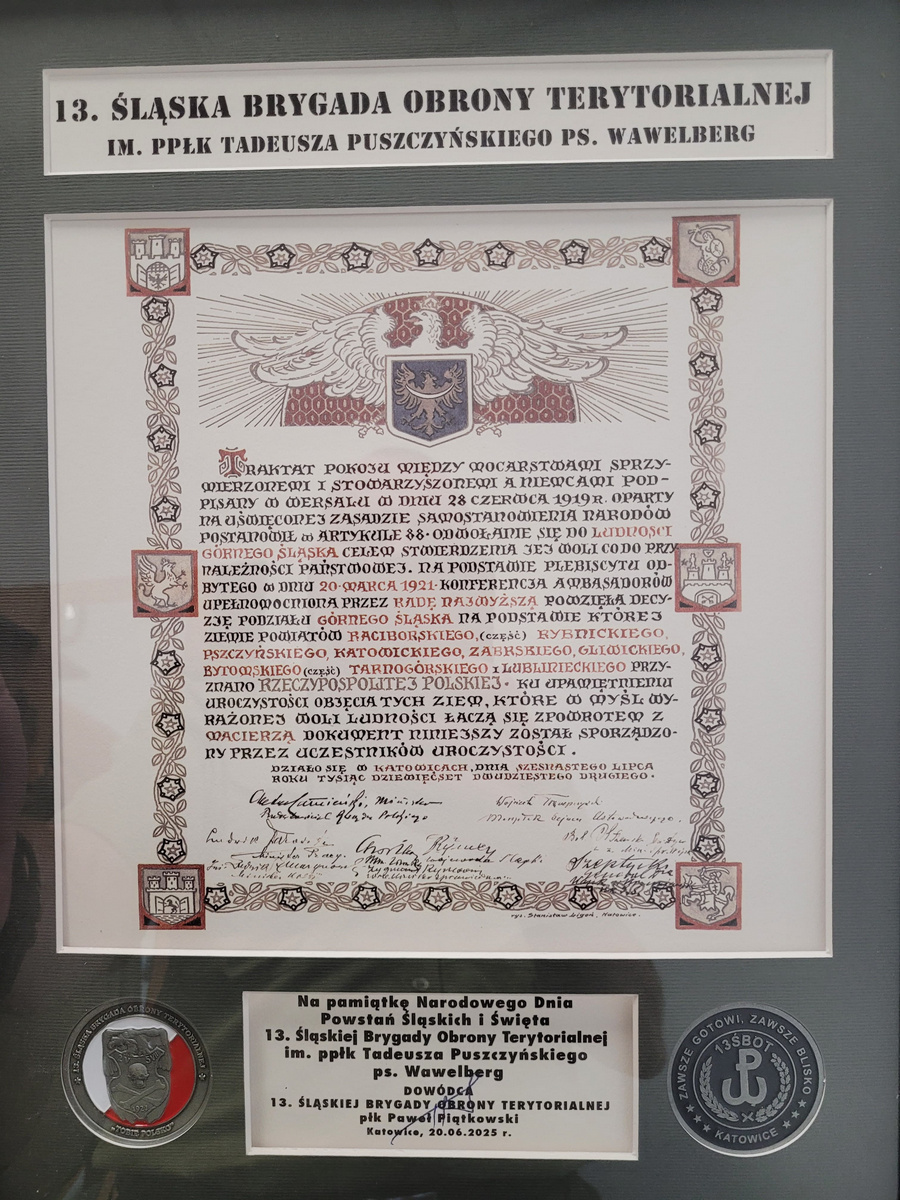 13. ŚLĄSKA BRYGADA OBRONY TERYTORIALNEJ
IM. PPŁK TADEUSZA PUSZCZYŃSKIEGO PS. WAWELBERG
TRAKTAT POKOJU MIĘDZY MOCARSTWAMI SPRZY-
MIERZONEMI I STOWARZYSZONEMI A NIEMCAMI POD-
PISANY W WERSALU W DNIU 28 CZERWCA 1919 R. OPARTY
NA UŚWIĘCONEJ ZASADZIE SAMOSTANOWIENIA NARODÓW
POSTANOWIŁ W ARTYKULE 88· ODWOŁANIE SIĘ DO LUDNOŚCI
GÓRNEGO ŚLĄSKA CELEM STWIERDZENIA JEJ WOLI CO DO PRZY
NALEŻNOŚCI PAŃSTWOWEJ. NA PODSTAWIE PLEBISCYTU OD-
BYTEGO W DNIU 20·MARCA 1921·KONFERENCJA AMBASADORÓW
UPEŁNOMOCNIONA PRZEZ RADĘ NAJWYŻSZĄ POWZIĘŁA DECY-
ZJĘ PODZIAŁU GÓRNEGO ŚLĄSKA NA PODSTAWIE KTÓREJ
ZIEMIE POWIATÓW RACIBORSKIEGO, (CZĘŚĆ) RYBNICKIEGO,
PSZCZYŃSKIEGO, KATOWICKIEGO, ZABRSKIEGO, GLIWICKIEGO,
BYTOMSKIEGO (CZĘŚĆ) TARNOGÓRSKIEGO I LUBLINIECKIEGO PRZY-
ZNANO RZECZYPOSPOLITEJ POLSKIEJ· KU UPAMIĘTNIENIU
UROCZYSTOŚCI OBJĘCIA TYCH ZIEM, KTÓRE W MYŚL WY-
RAŻONEJ WOLI LUDNOŚCI ŁĄCZĄ SIĘ ZPOWROTEM Z
MACIERZĄ DOKUMENT NINIEJSZY ZOSTAŁ SPORZĄDZO-
NY PRZEZ UCZESTNIKÓW UROCZYSTOŚCI.
DZIAŁO SIĘ W KATOWICACH, DNIA SZESNASTEGO LIPCA
ROKU TYSIĄC DZIEWIĘĆSET DWUDZIESTEGO DRUGIEGO·
rys. Stanisław Ligoń, Katowice.
13. ŚLĄSKA BRYGADA OBRONY TERYTORIALNEJ
1921
"TOBIE POLSKO"
Na pamiątkę Narodowego Dnia
Powstań Śląskich i Święta
13. Śląskiej Brygady Obrony Terytorialnej
im. ppłk Tadeusza Puszczyńskiego
ps. Wawelberg
DOWÓDCA
13. ŚLĄSKIEJ BRYGADY OBRONY TERYTORIALNEJ
płk Paweł Piątkowski
Katowice, 20.06.2025 r.
ZAWSZE GOTOWI, ZAWSZE BLISKO
13ŚBOT
KATOWICE